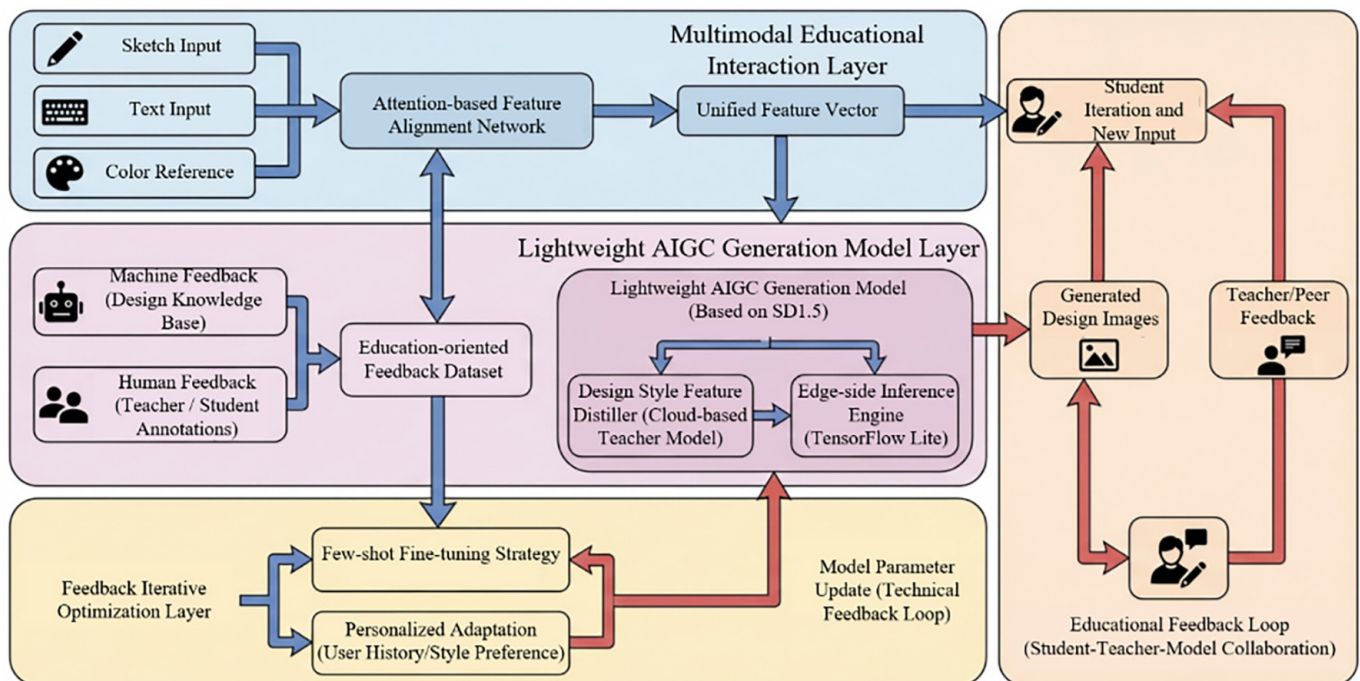 Multimodal Educational
Interaction Layer
Sketch Input
Text Input
Color Reference
Attention-based Feature
Alignment Network
Unified Feature Vector
Student
Iteration and
New Input
Lightweight AIGC Generation Model Layer
Machine Feedback
(Design Knowledge
Base)
Human Feedback
(Teacher / Student
Annotations)
Education-oriented
Feedback Dataset
Lightweight AIGC Generation Model
(Based on SD1.5)
Design Style Feature
Distiller (Cloud-based
Teacher Model)
Edge-side Inference
Engine
(TensorFlow Lite)
Generated
Design Images
Teacher/Peer
Feedback
Feedback Iterative
Optimization Layer
Few-shot Fine-tuning Strategy
Personalized Adaptation
(User History/Style Preference)
Model Parameter
Update (Technical
Feedback Loop)
Educational Feedback Loop
(Student-Teacher-Model Collaboration)